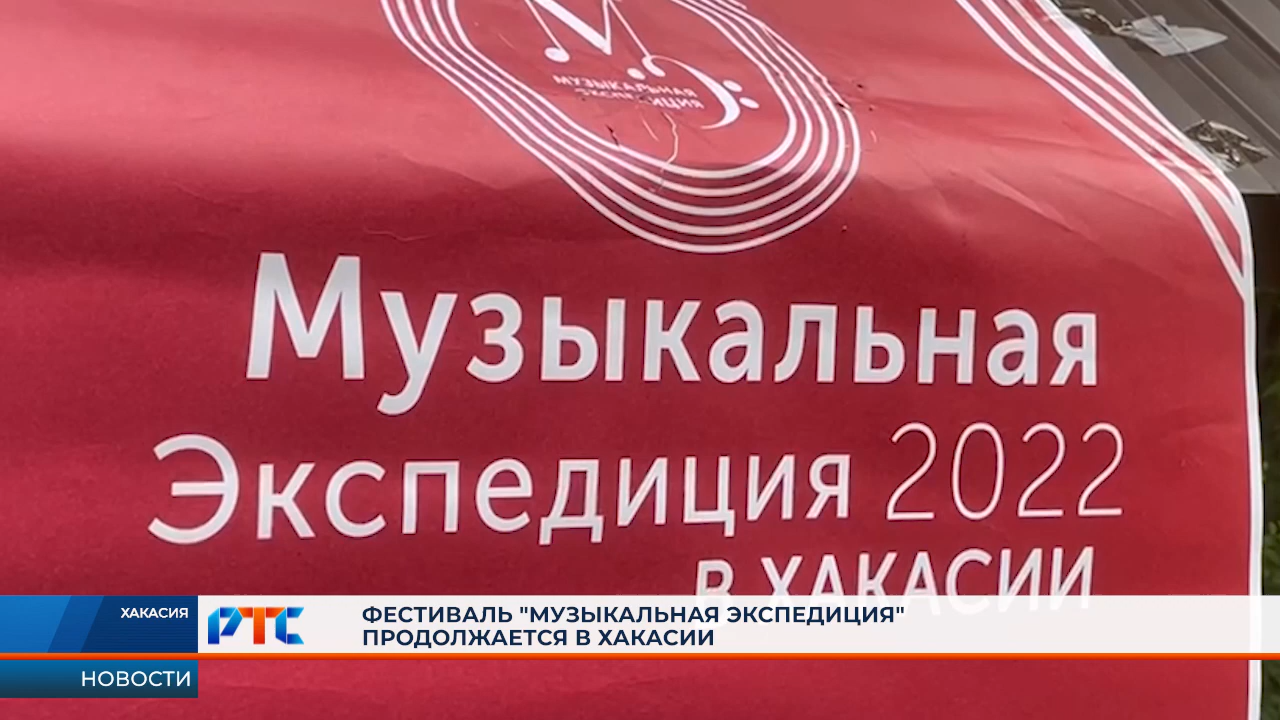 МУЗЫКАЛЬНАЯ
ЭКСПЕДИЦИЯ
Музыкальная
Экспедиция 2022
В ХАКАСИИ
ХАКАСИЯ
РТС
ФЕСТИВАЛЬ "МУЗЫКАЛЬНАЯ ЭКСПЕДИЦИЯ"
ПРОДОЛЖАЕТСЯ В ХАКАСИИ
НОВОСТИ